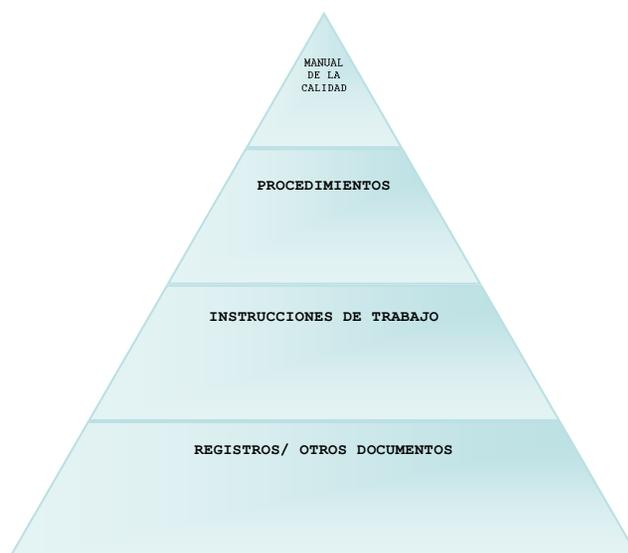 MANUAL
DE LA
CALIDAD
PROCEDIMIENTOS
INSTRUCCIONES DE TRABAJO
REGISTROS/ OTROS DOCUMENTOS